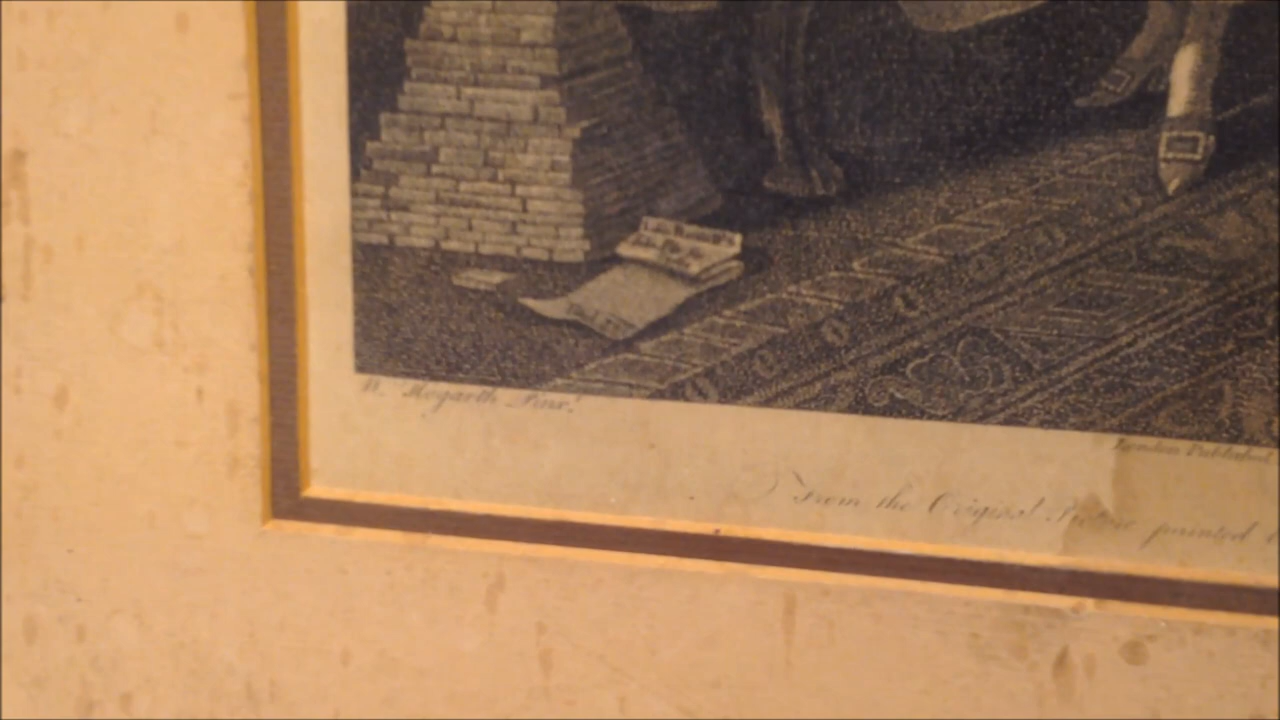 W. Hogarth Pinx.t
London Published
From the Original Picture painted